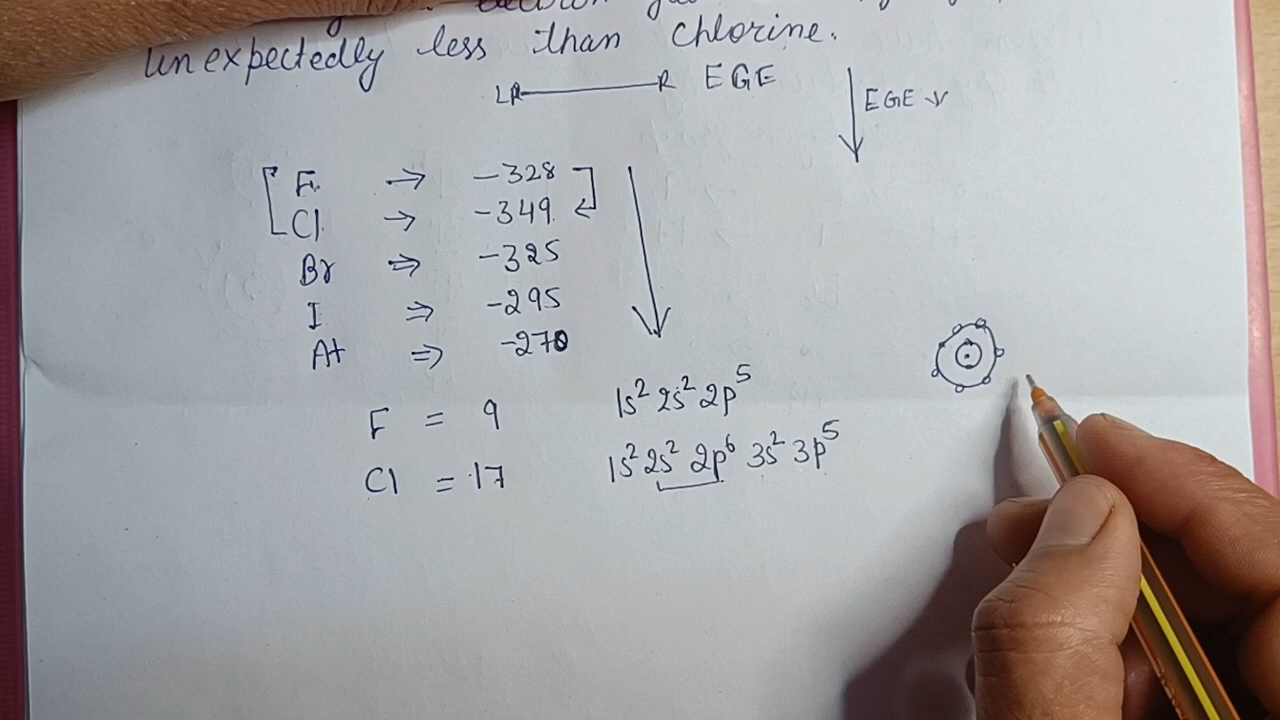 unexpectedly less than chlorine.
LR R EGE
EGE ↓
F → -328
Cl → -349
Br ⇒ -325
I ⇒ -295
At ⇒ -270
F = 9 1s² 2s² 2p⁵
Cl = 17 1s² 2s² 2p⁶ 3s² 3p⁵